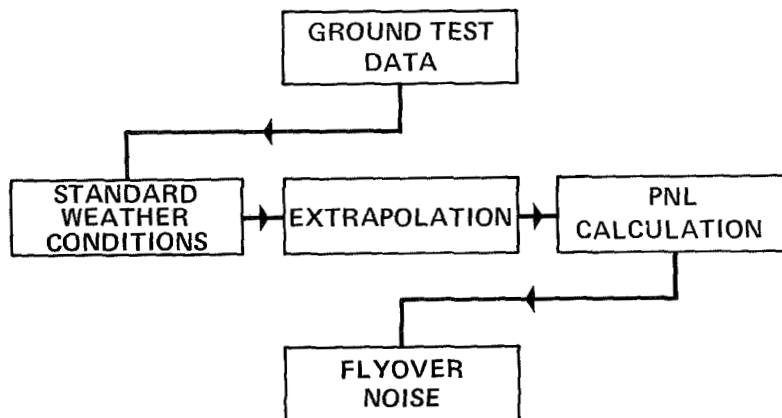 GROUND TEST
DATA
STANDARD
WEATHER
CONDITIONS
EXTRAPOLATION
PNL
CALCULATION
FLYOVER
NOISE